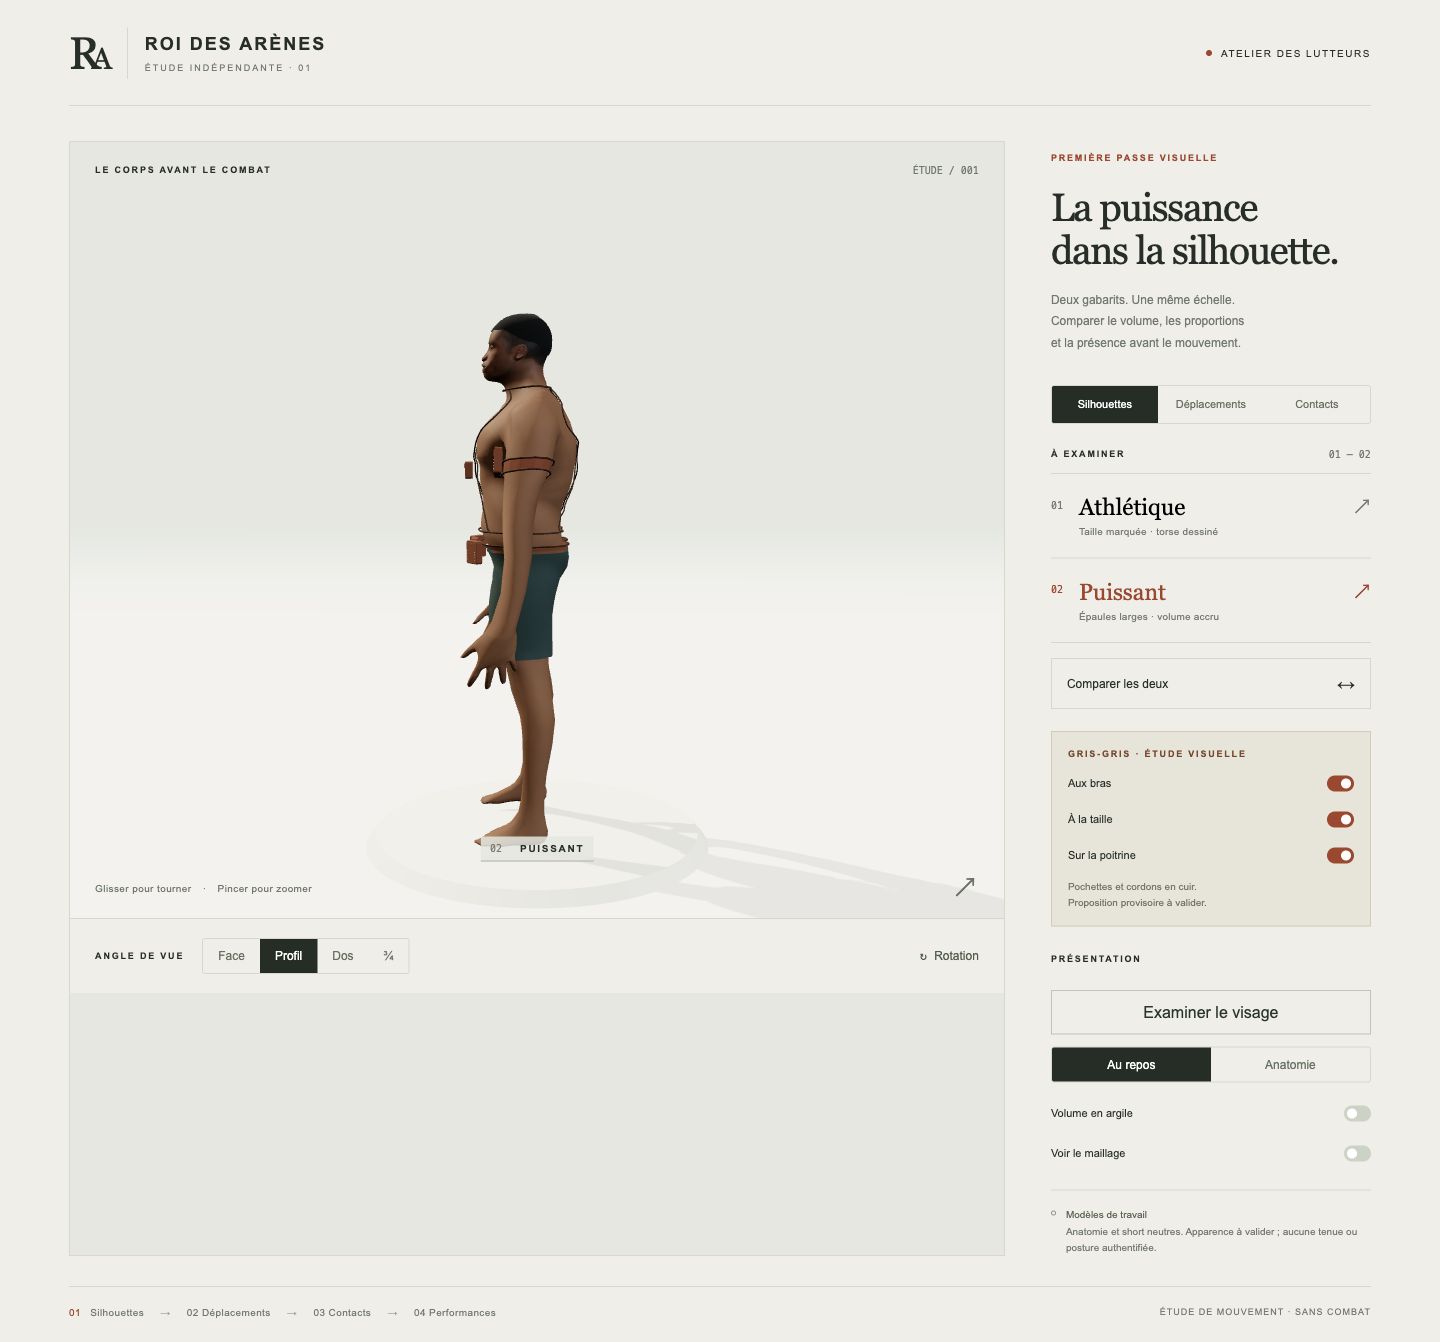 RA
ROI DES ARÈNES
ÉTUDE INDÉPENDANTE · 01
ATELIER DES LUTTEURS
LE CORPS AVANT LE COMBAT
ÉTUDE / 001
02 PUISSANT
Glisser pour tourner · Pincer pour zoomer
ANGLE DE VUE
Face Profil Dos ¾
↻ Rotation
PREMIÈRE PASSE VISUELLE
La puissance
dans la silhouette.
Deux gabarits. Une même échelle.
Comparer le volume, les proportions
et la présence avant le mouvement.
Silhouettes Déplacements Contacts
À EXAMINER 01 — 02
01 Athlétique ↗
Taille marquée · torse dessiné
02 Puissant ↗
Épaules larges · volume accru
Comparer les deux ↔
GRIS-GRIS · ÉTUDE VISUELLE
Aux bras
À la taille
Sur la poitrine
Pochettes et cordons en cuir.
Proposition provisoire à valider.
PRÉSENTATION
Examiner le visage
Au repos Anatomie
Volume en argile
Voir le maillage
Modèles de travail
Anatomie et short neutres. Apparence à valider ; aucune tenue ou
posture authentifiée.
01 Silhouettes → 02 Déplacements → 03 Contacts → 04 Performances
ÉTUDE DE MOUVEMENT · SANS COMBAT